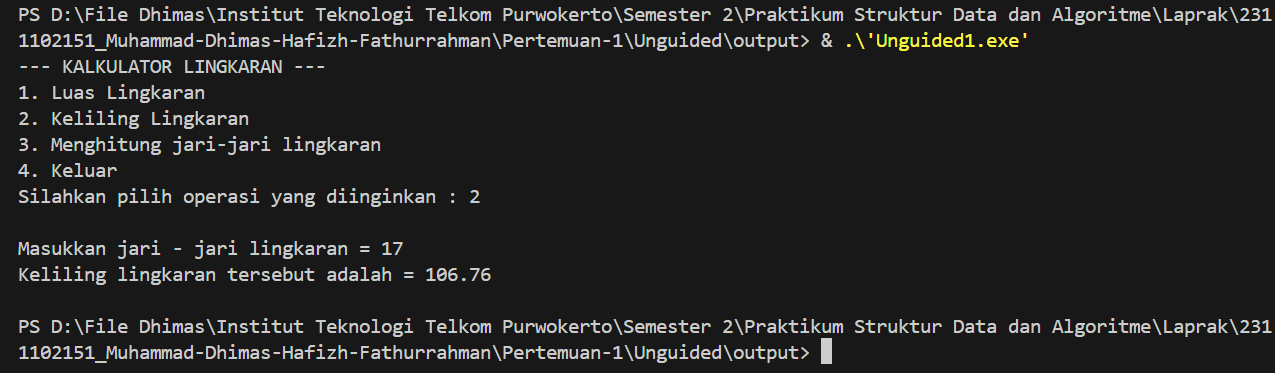 PS D:\File Dhimas\Institut Teknologi Telkom Purwokerto\Semester 2\Praktikum Struktur Data dan Algoritme\Laprak\231
1102151_Muhammad-Dhimas-Hafizh-Fathurrahman\Pertemuan-1\Unguided\output> & .\'Unguided1.exe'
--- KALKULATOR LINGKARAN ---
1. Luas Lingkaran
2. Keliling Lingkaran
3. Menghitung jari-jari lingkaran
4. Keluar
Silahkan pilih operasi yang diinginkan : 2
Masukkan jari - jari lingkaran = 17
Keliling lingkaran tersebut adalah = 106.76
PS D:\File Dhimas\Institut Teknologi Telkom Purwokerto\Semester 2\Praktikum Struktur Data dan Algoritme\Laprak\231
1102151_Muhammad-Dhimas-Hafizh-Fathurrahman\Pertemuan-1\Unguided\output>